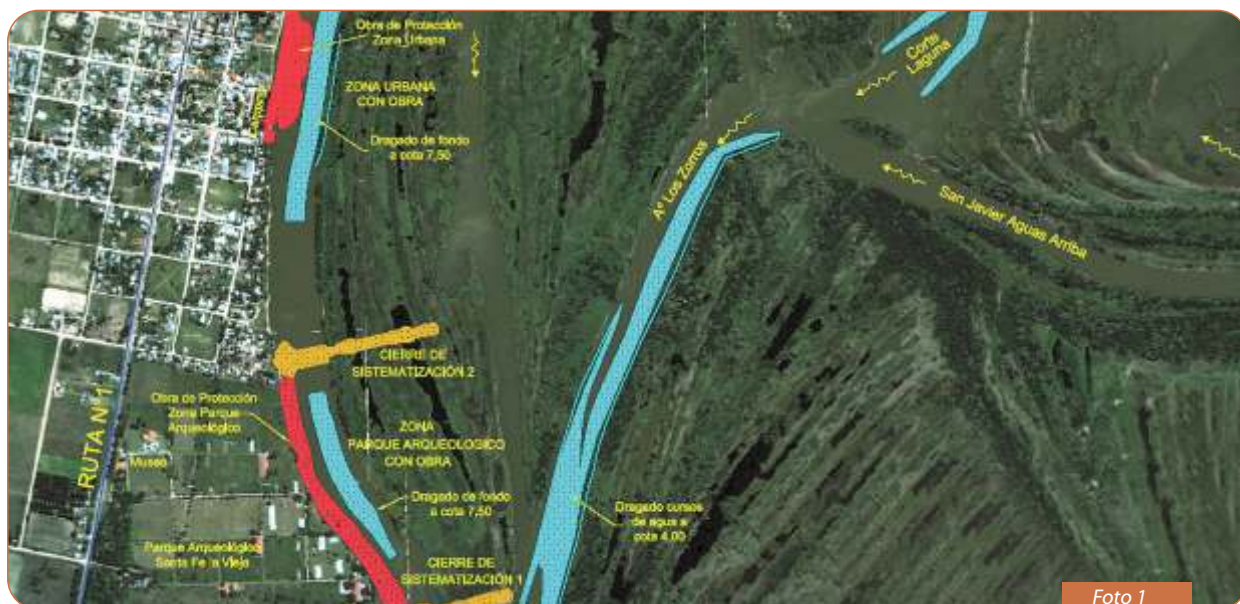 Obra de Protección
Zona Urbana
ZONA URBANA
CON OBRA
Dragado de fondo
a cota 7,50
Corte
Laguna
Aº Los Zorros
San Javier Aguas Arriba
CIERRE DE
SISTEMATIZACIÓN 2
Obra de Protección
Zona Parque
Arqueológico
ZONA
PARQUE ARQUEOLOGICO
CON OBRA
RUTA Nº 1
Museo
Dragado de fondo
a cota 7,50
Dragado cursos
de agua a
cota 4,00
Parque Arqueológico
Santa Fe la Vieja
CIERRE DE
SISTEMATIZACIÓN 1
Foto 1